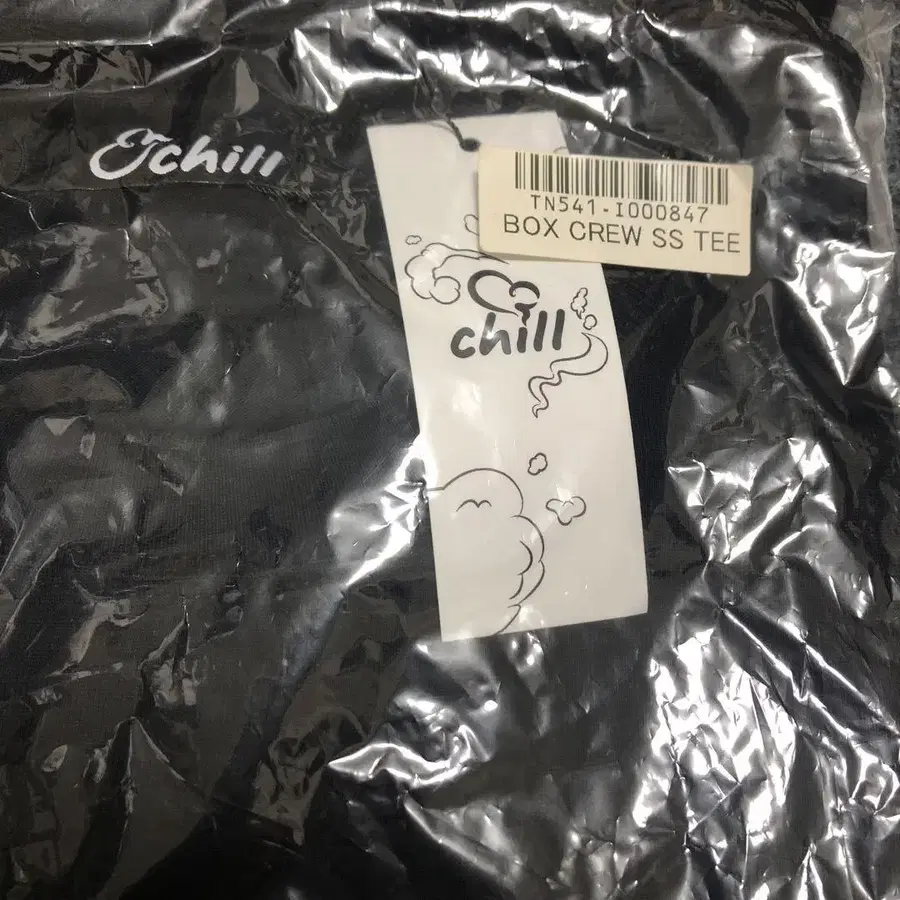 chill
TN541-I000847
BOX CREW SS TEE
chill